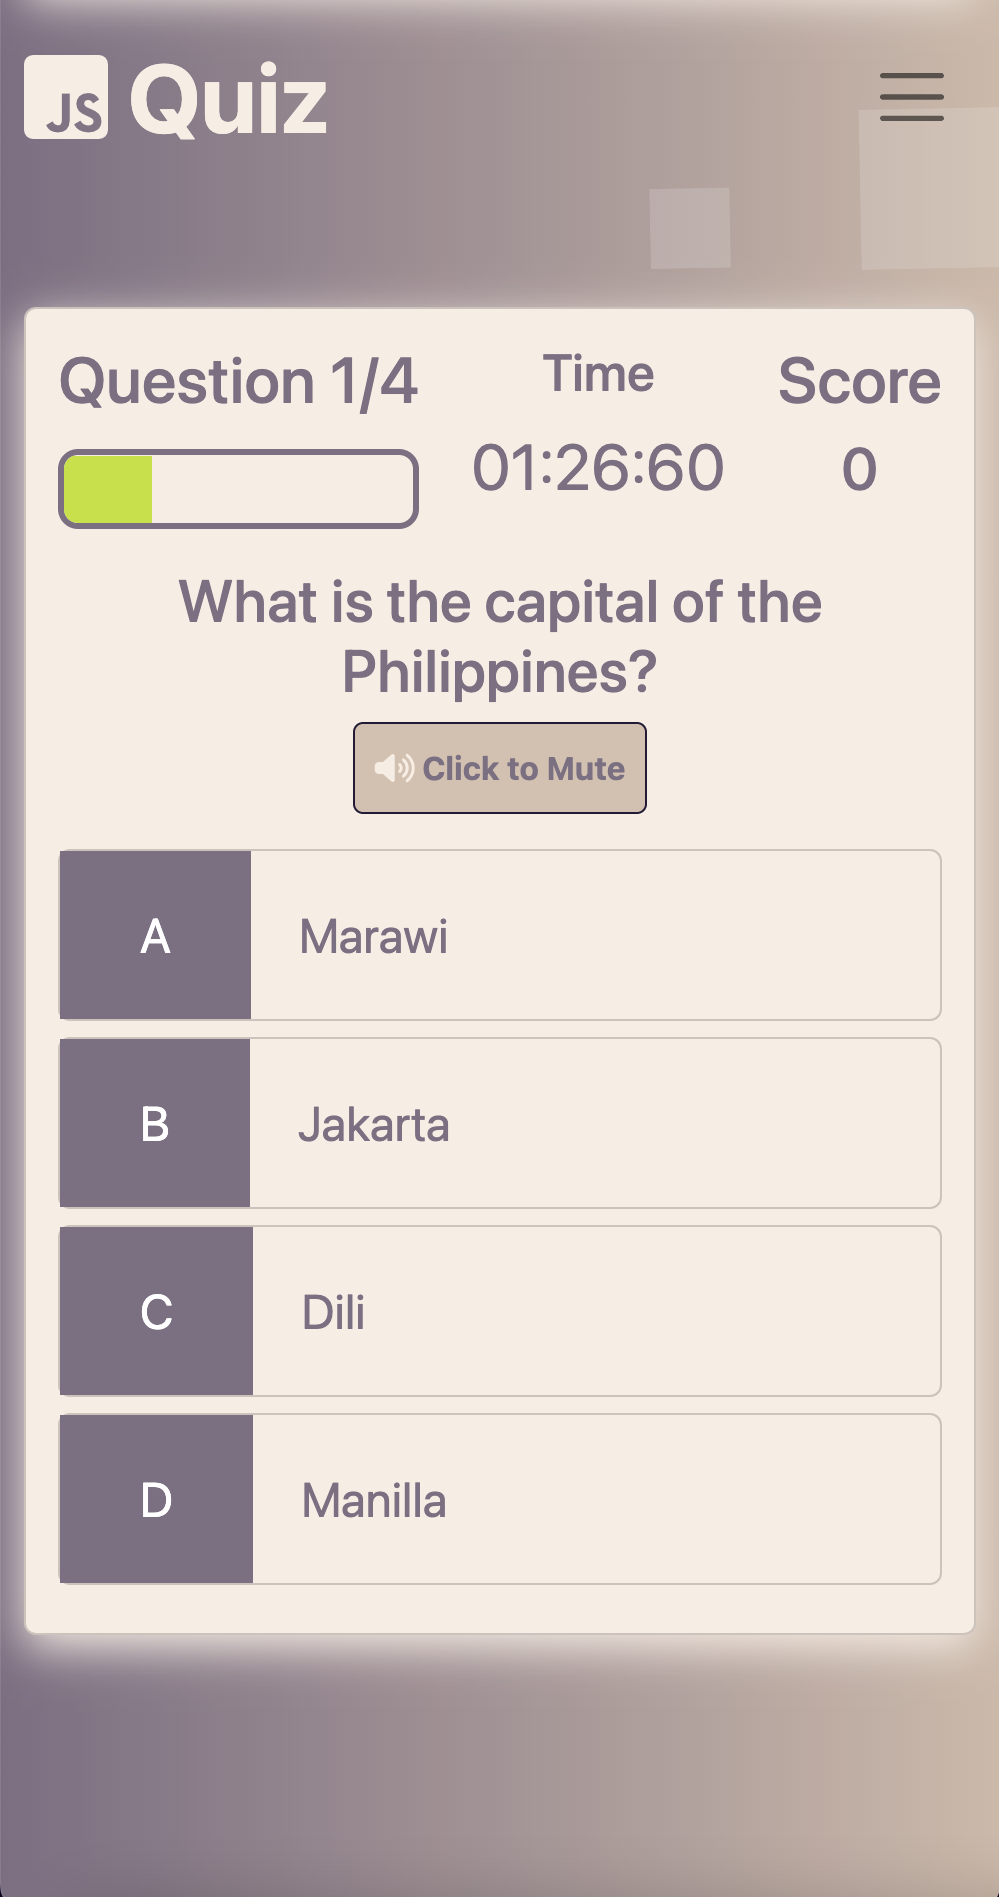 JS Quiz
Question 1/4
Time
Score
01:26:60
0
What is the capital of the
Philippines?
Click to Mute
A Marawi
B Jakarta
C Dili
D Manilla